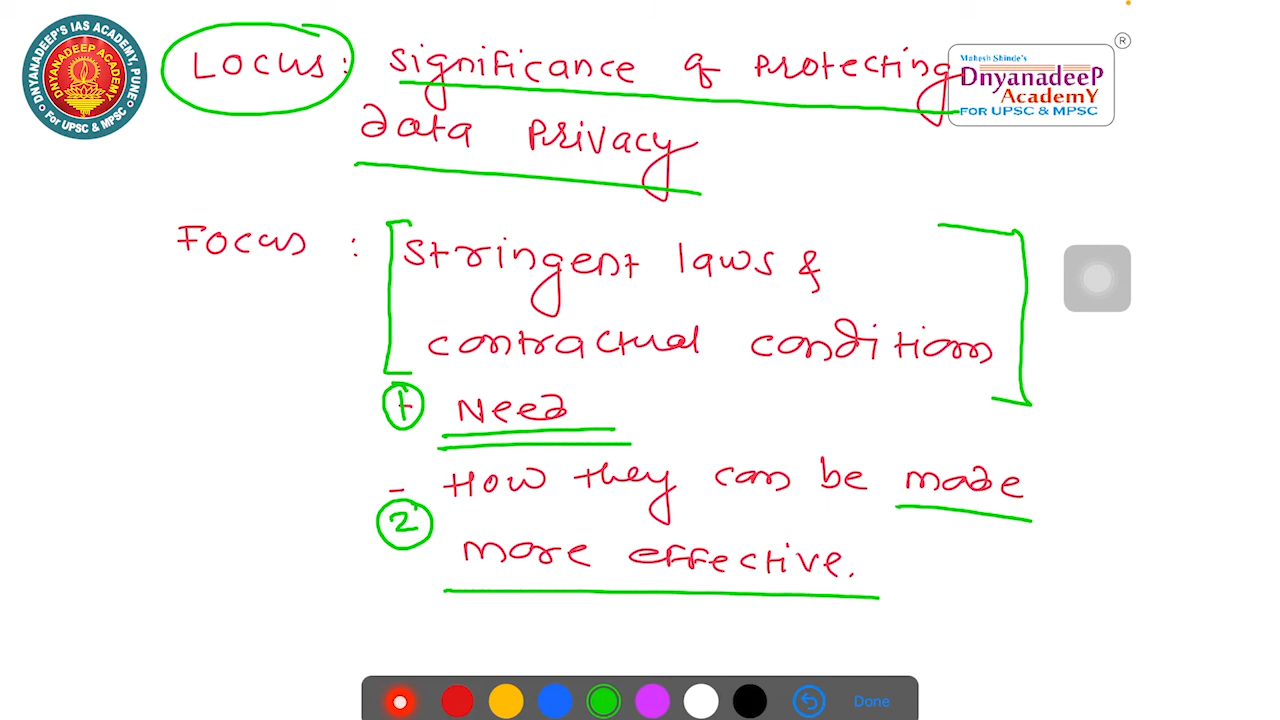 DNYANADEEP'S IAS ACADEMY, PUNE
DNYANADEEP ACADEMY
For UPSC & MPSC
Locus: significance of protecting
data privacy
Mahesh Shinde's
DnyanadeeP
AcademY
FOR UPSC & MPSC
®
Focus : stringent laws &
contractual conditions
1 Need
- How they can be made
2 more effective.
Done